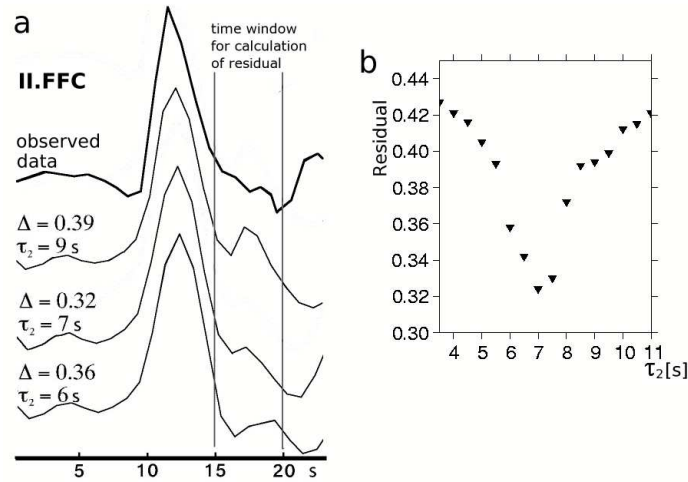 a
time window
for calculation
of residual
II.FFC
observed
data
Δ = 0.39
τ₂ = 9 s
Δ = 0.32
τ₂ = 7 s
Δ = 0.36
τ₂ = 6 s
5 10 15 20 s
b
Residual
0.44
0.42
0.40
0.38
0.36
0.34
0.32
0.30
4 5 6 7 8 9 10 11
τ₂[s]